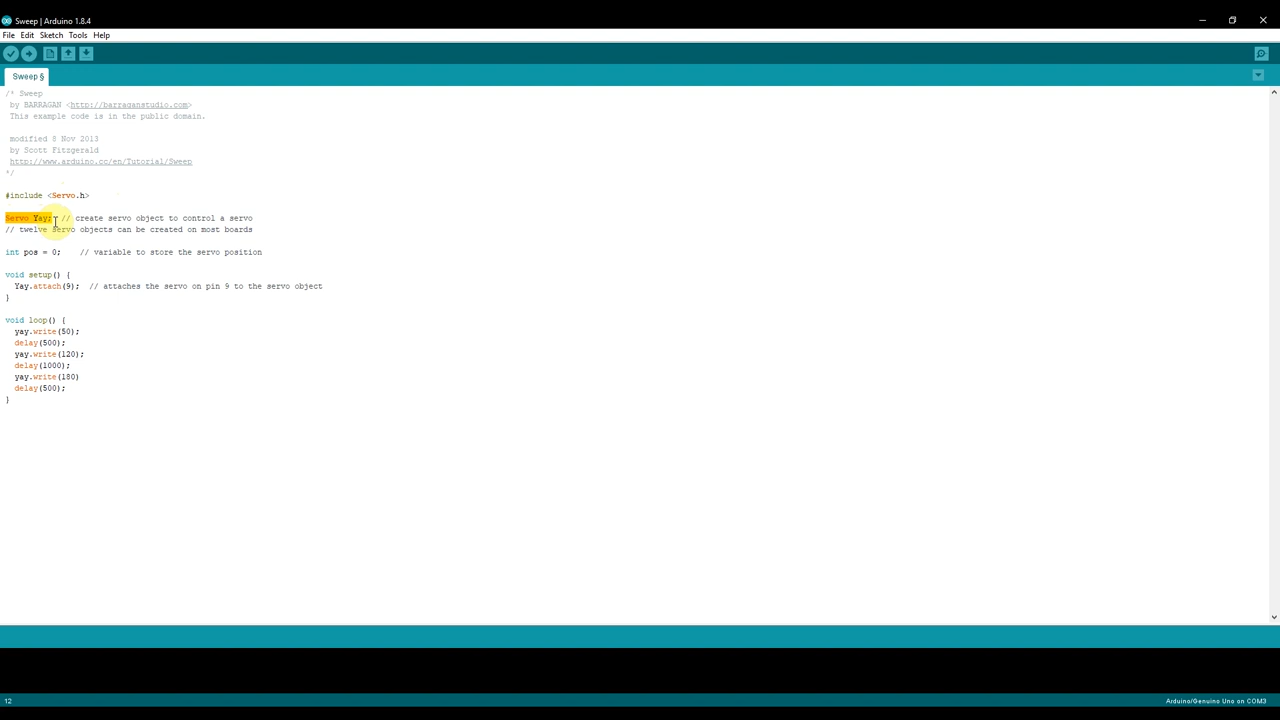 Sweep | Arduino 1.8.4
File Edit Sketch Tools Help
Sweep §
/* Sweep
by BARRAGAN <http://barraganstudio.com>
This example code is in the public domain.
modified 8 Nov 2013
by Scott Fitzgerald
http://www.arduino.cc/en/Tutorial/Sweep
*/
#include <Servo.h>
Servo Yay; // create servo object to control a servo
// twelve servo objects can be created on most boards
int pos = 0;    // variable to store the servo position
void setup() {
Yay.attach(9);  // attaches the servo on pin 9 to the servo object
}
void loop() {
yay.write(50);
delay(500);
yay.write(120);
delay(1000);
yay.write(180)
delay(500);
}
12
Arduino/Genuino Uno on COM3